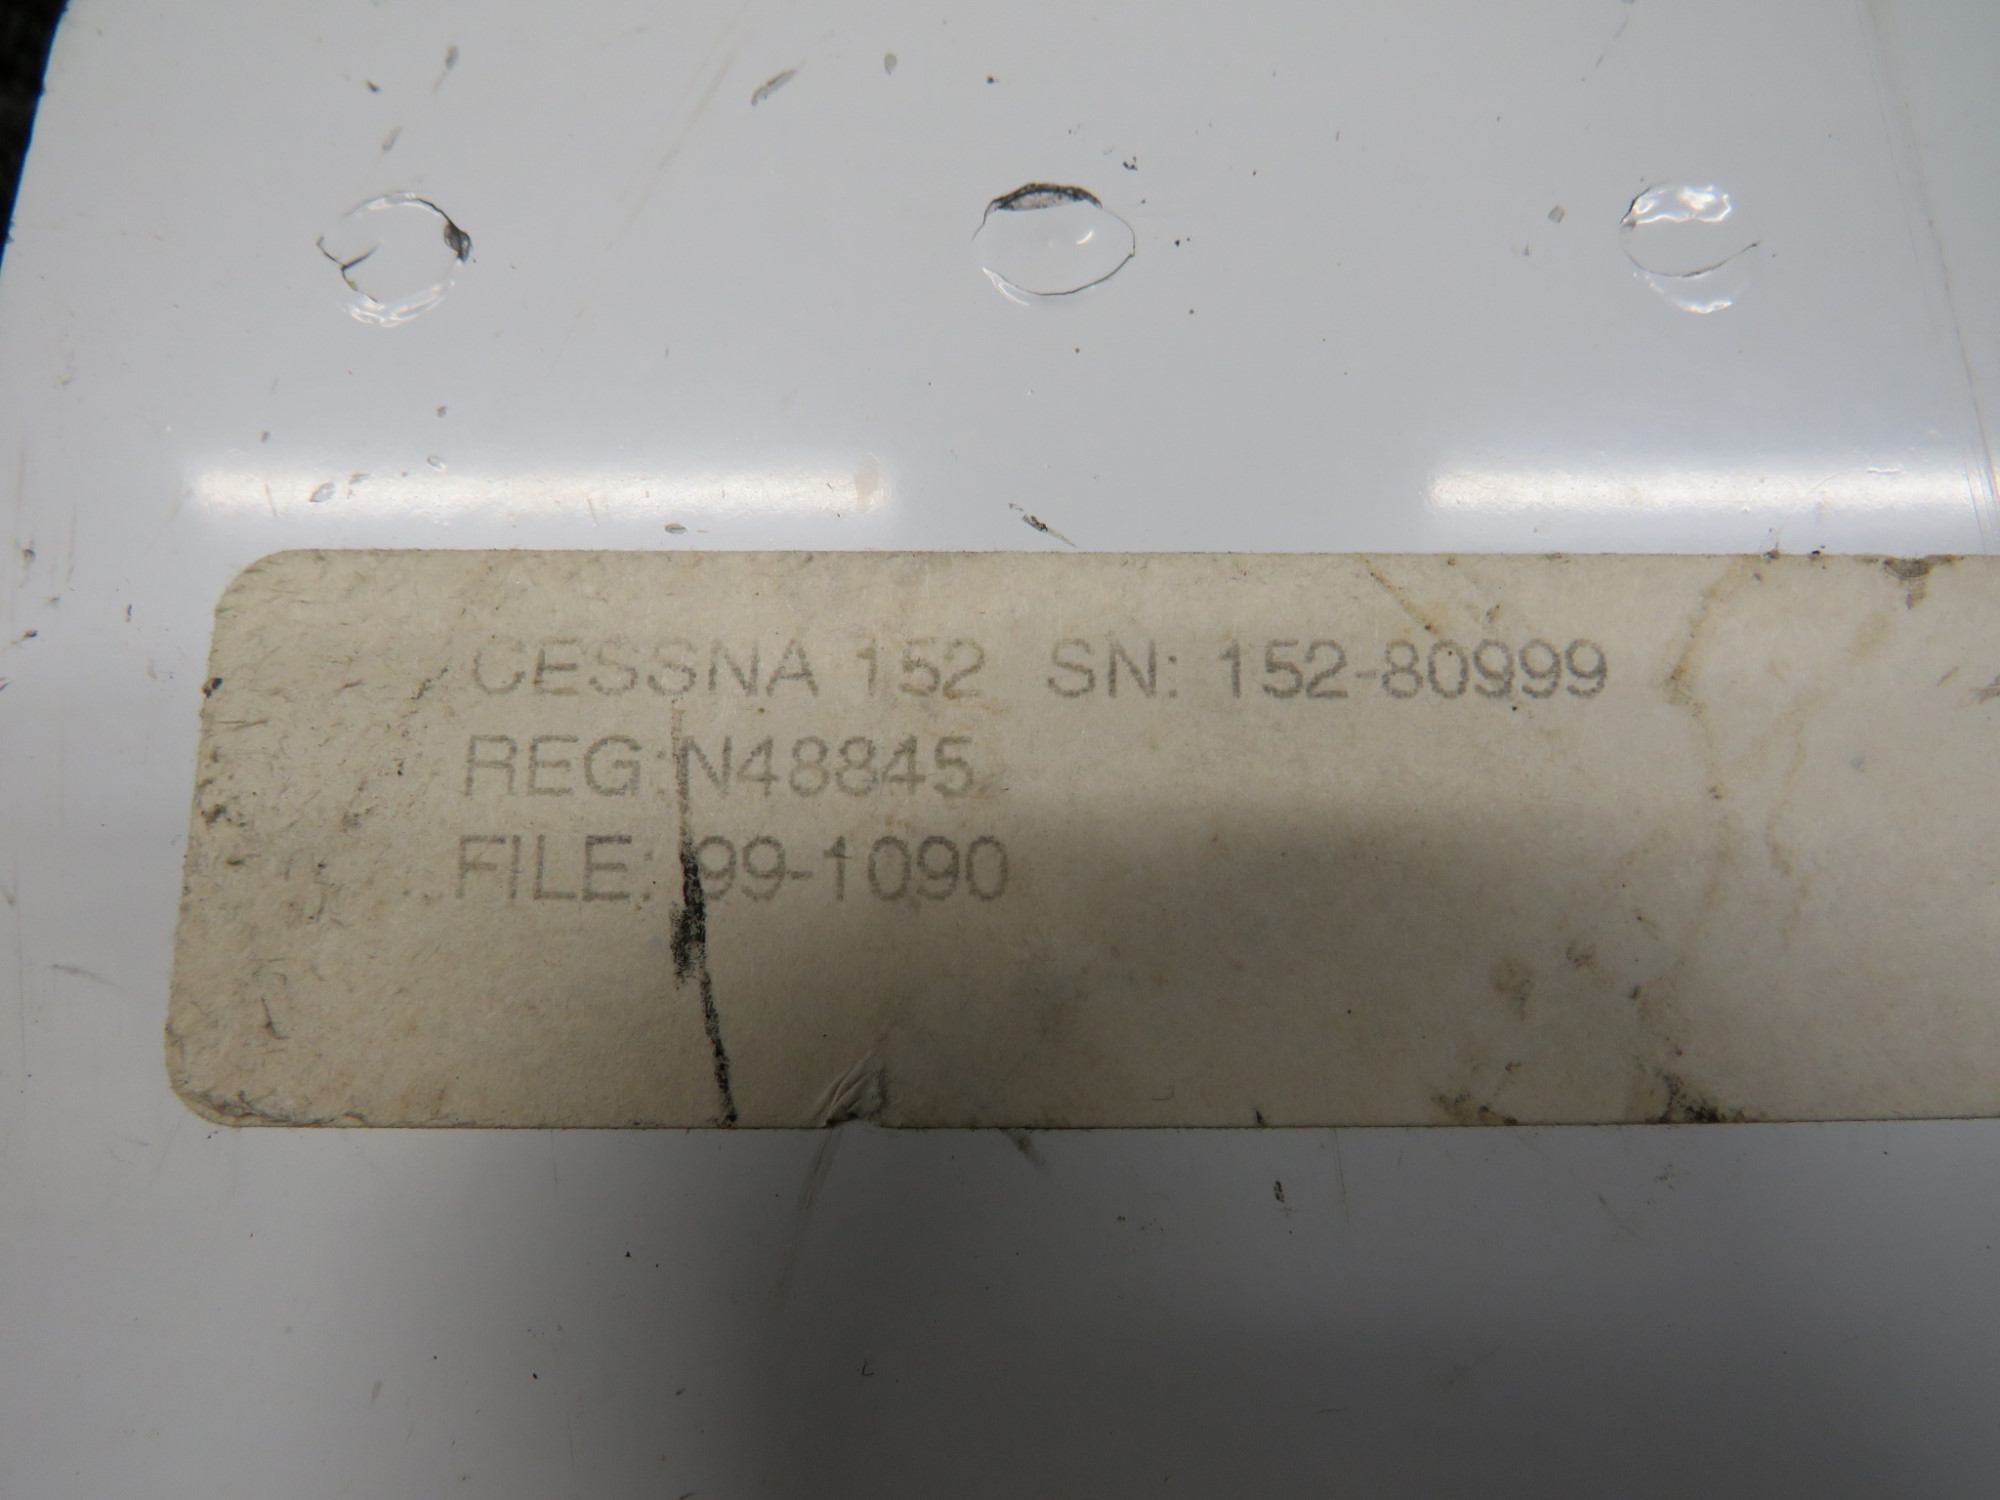 CESSNA 152 SN: 152-80999
REG: N48845
FILE: 99-1090